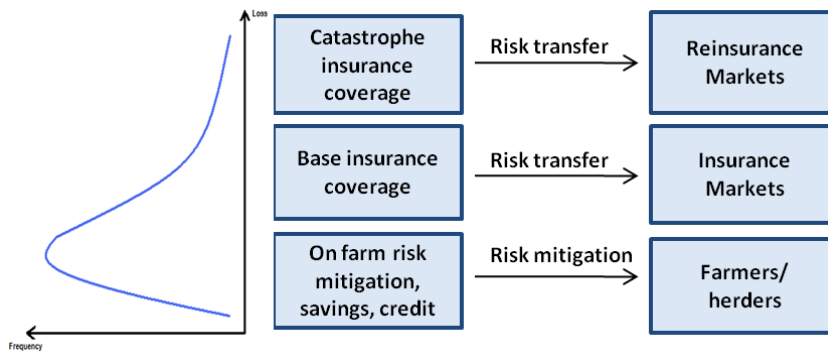 Loss
Catastrophe
insurance
coverage
Risk transfer
Reinsurance
Markets
Base insurance
coverage
Risk transfer
Insurance
Markets
On farm risk
mitigation,
savings, credit
Risk mitigation
Farmers/
herders
Frequency